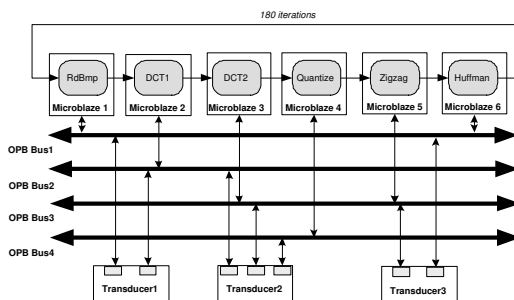 180 iterations
RdBmp
DCT1
DCT2
Quantize
Zigzag
Huffman
Microblaze 1
Microblaze 2
Microblaze 3
Microblaze 4
Microblaze 5
Microblaze 6
OPB Bus1
OPB Bus2
OPB Bus3
OPB Bus4
Transducer1
Transducer2
Transducer3